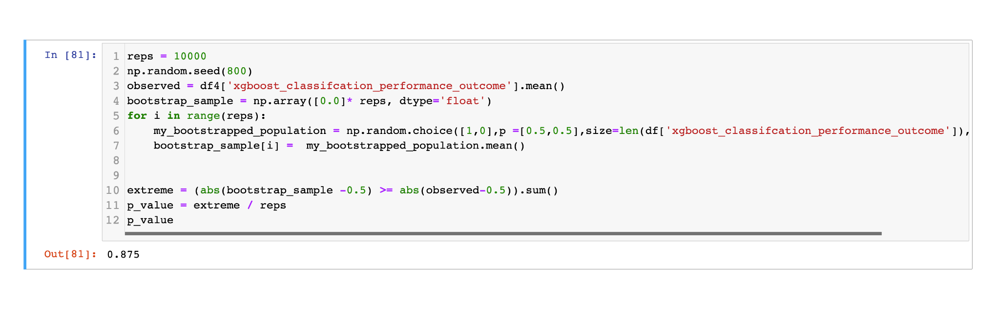 In [81]:
1 reps = 10000
2 np.random.seed(800)
3 observed = df4['xgboost_classifcation_performance_outcome'].mean()
4 bootstrap_sample = np.array([0.0]* reps, dtype='float')
5 for i in range(reps):
6     my_bootstrapped_population = np.random.choice([1,0],p =[0.5,0.5],size=len(df['xgboost_classifcation_performance_outcome']),
7     bootstrap_sample[i] =  my_bootstrapped_population.mean()
8
9
10 extreme = (abs(bootstrap_sample -0.5) >= abs(observed-0.5)).sum()
11 p_value = extreme / reps
12 p_value
Out[81]: 0.875